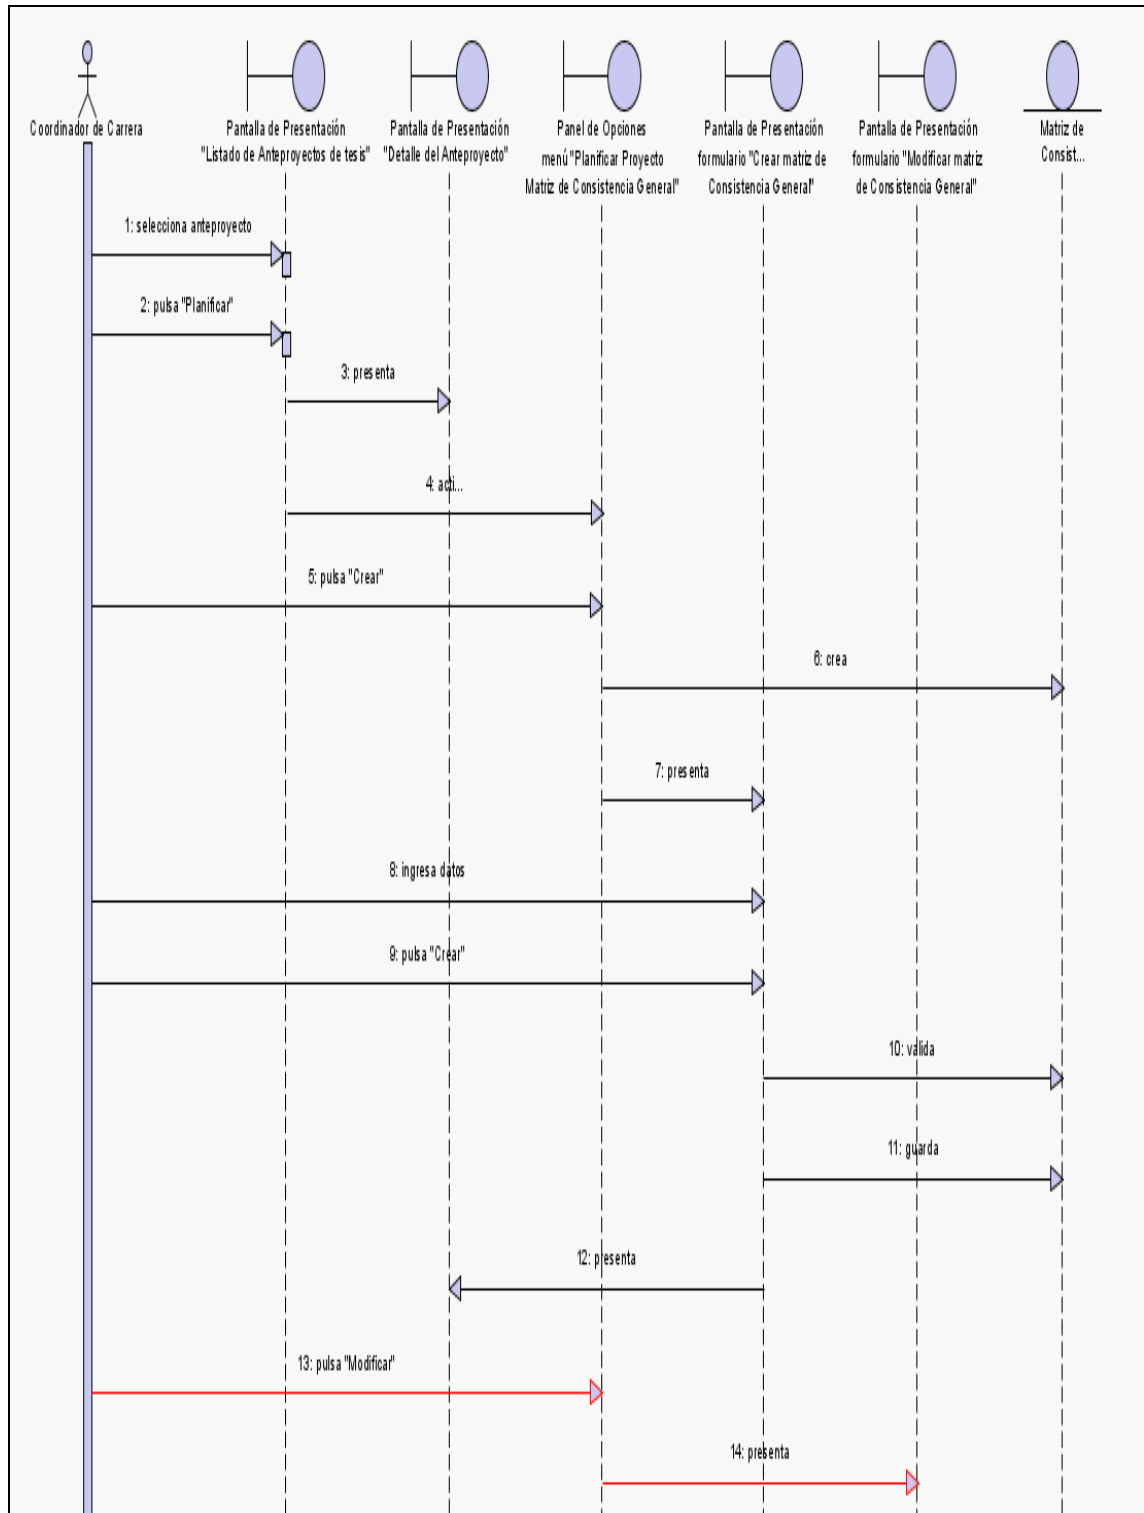 Coordinador de Carrera
Pantalla de Presentación
"Listado de Anteproyectos de tesis"
Pantalla de Presentación
"Detalle del Anteproyecto"
Panel de Opciones
menú "Planificar Proyecto
Matriz de Consistencia General"
Pantalla de Presentación
formulario "Crear matriz de
Consistencia General"
Pantalla de Presentación
formulario "Modificar matriz
de Consistencia General"
Matriz de
Consist...
1: selecciona anteproyecto
2: pulsa "Planificar"
3: presenta
4: acti...
5: pulsa "Crear"
6: crea
7: presenta
8: ingresa datos
9: pulsa "Crear"
10: valida
11: guarda
12: presenta
13: pulsa "Modificar"
14: presenta